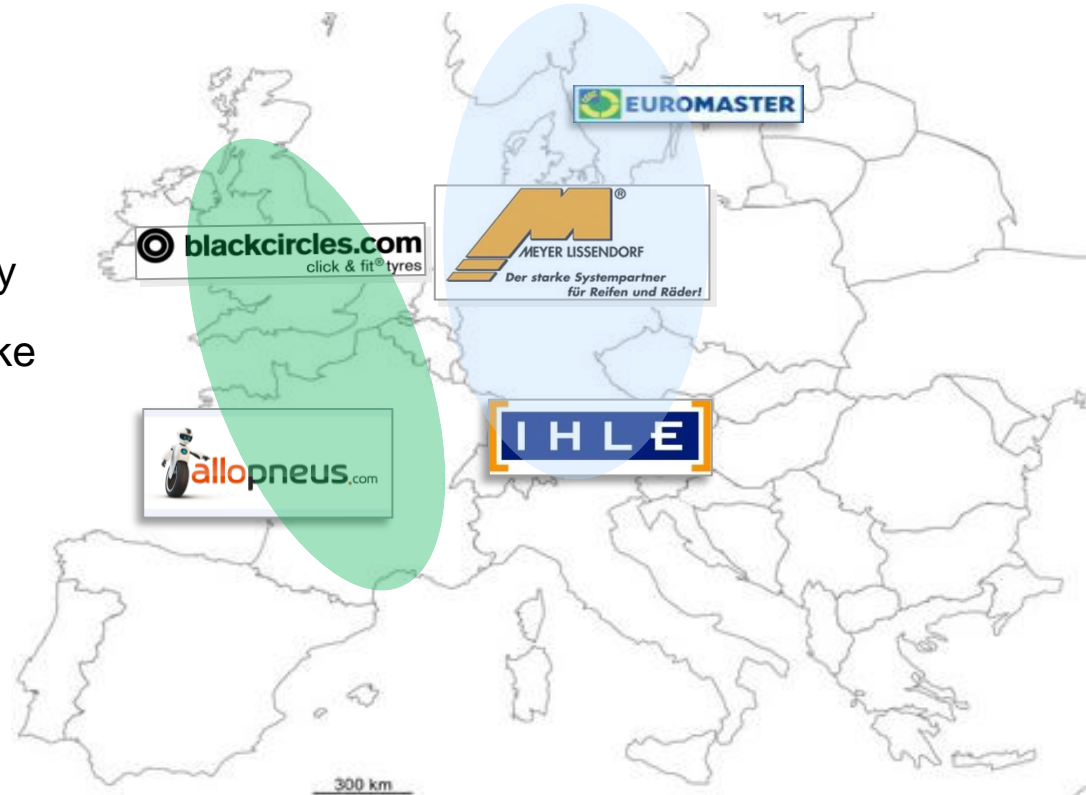 EUROMASTER
blackcircles.com
click & fit® tyres
®
MEYER LISSENDORF
Der starke Systempartner
für Reifen und Räder!
y
ke
IHLE
allopneus.com
300 km